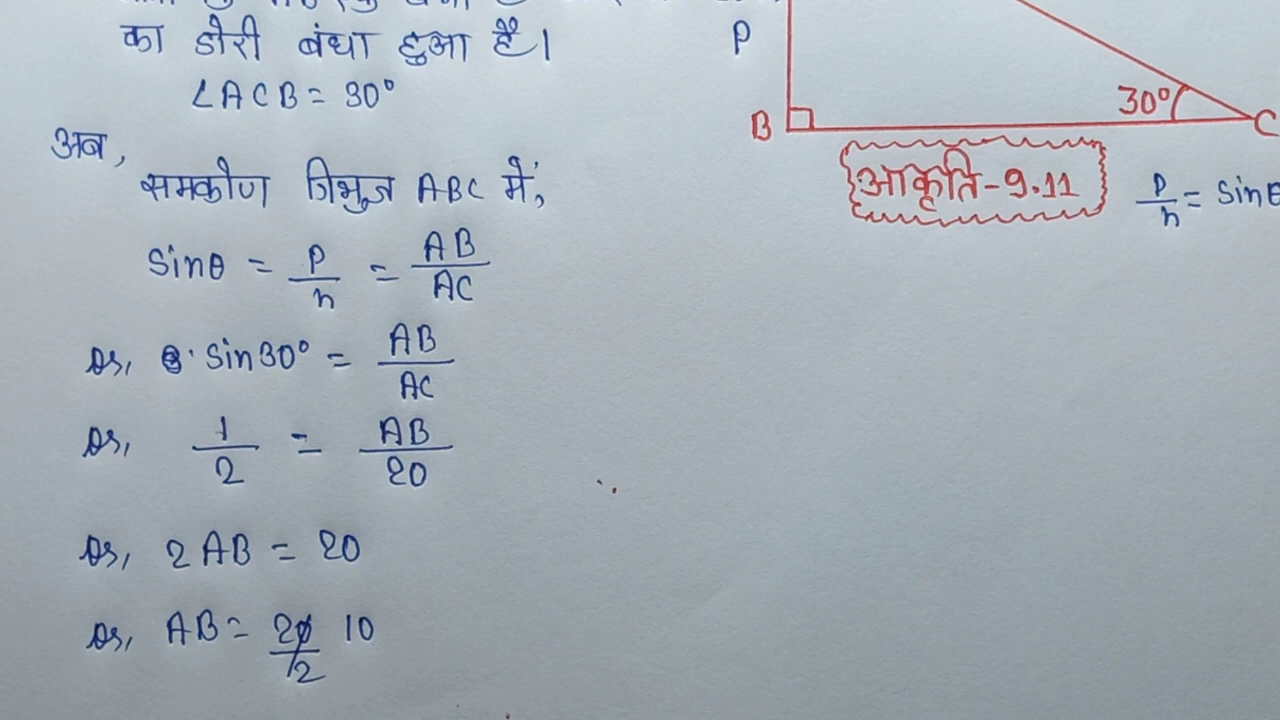 का डोरी बंधा हुआ है।
∠ACB = 30°
अब,
समकोण त्रिभुज ABC में,
Sinθ = P/h = AB/AC
Or, Sin30° = AB/AC
Or, 1/2 = AB/20
Or, 2AB = 20
Or, AB = 20/2 10
P
B
30°
C
आकृति-9.11
P/h = Sinθ